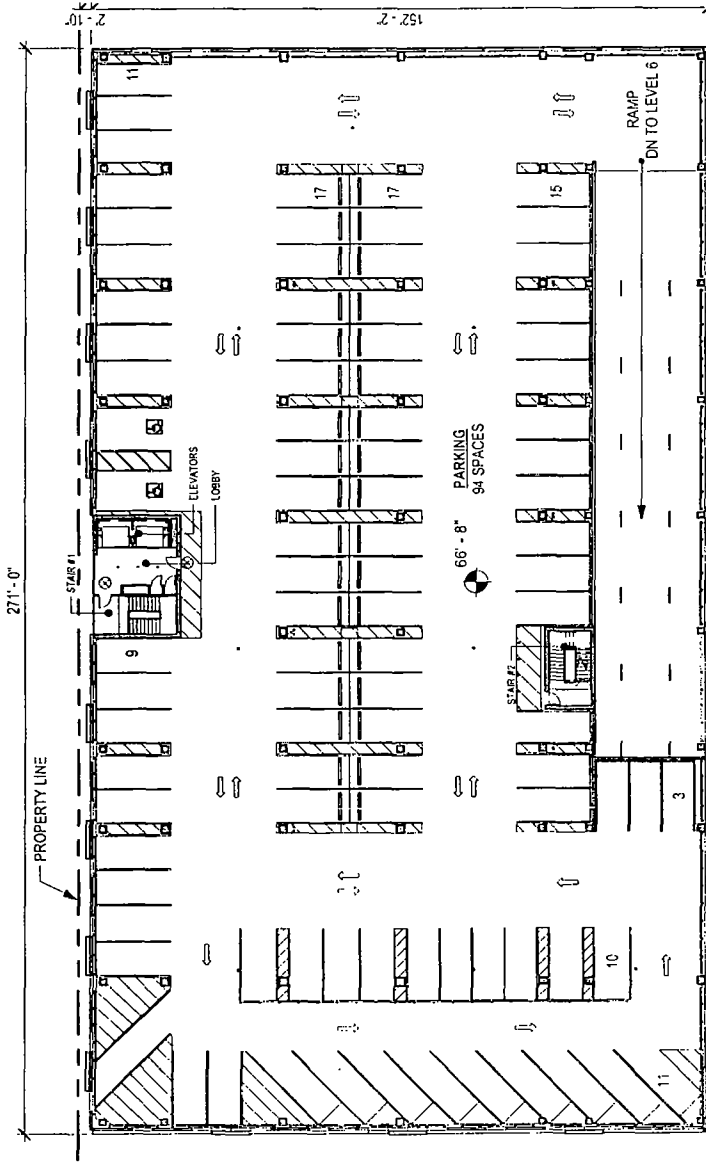 2' - 10"
152' - 2"
271' - 0"
PROPERTY LINE
11
RAMP
DN TO LEVEL 6
17
17
15
ELEVATORS
LOBBY
STAIR #1
PARKING
94 SPACES
66' - 8"
9
STAIR #2
3
10
11